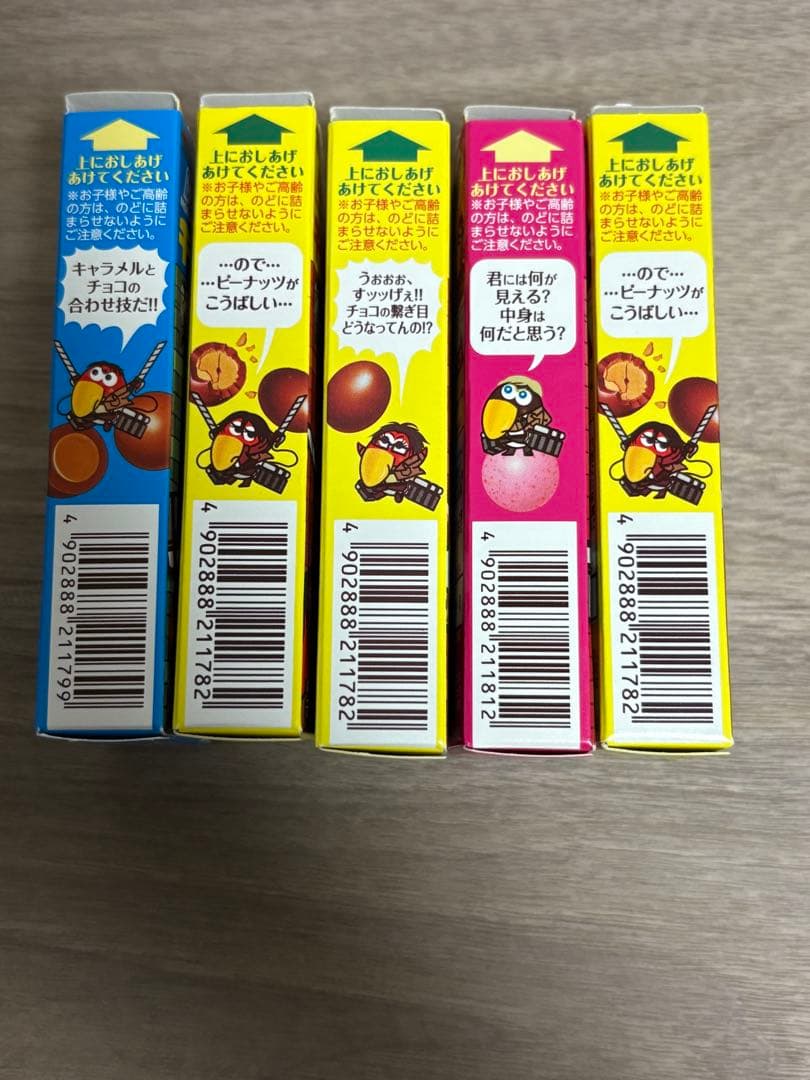 上におしあげ
あけてください
※お子様やご高齢
の方は、のどに詰
まらせないように
ご注意ください。
キャラメルと
チョコの
合わせ技だ!!
4 902888 211799
上におしあげ
あけてください
※お子様やご高齢
の方は、のどに詰
まらせないように
ご注意ください。
…ので…
…ピーナッツが
こうばしい…
4 902888 211782
上におしあげ
あけてください
※お子様やご高齢
の方は、のどに詰
まらせないように
ご注意ください。
うぉぉぉ、
すッッげぇ!!
チョコの繋ぎ目
どうなってんの!?
4 902888 211782
上におしあげ
あけてください
※お子様やご高齢
の方は、のどに詰
まらせないように
ご注意ください。
君には何が
見える?
中身は
何だと思う?
4 902888 211812
上におしあげ
あけてください
※お子様やご高齢
の方は、のどに詰
まらせないように
ご注意ください。
…ので…
…ピーナッツが
こうばしい…
4 902888 211782